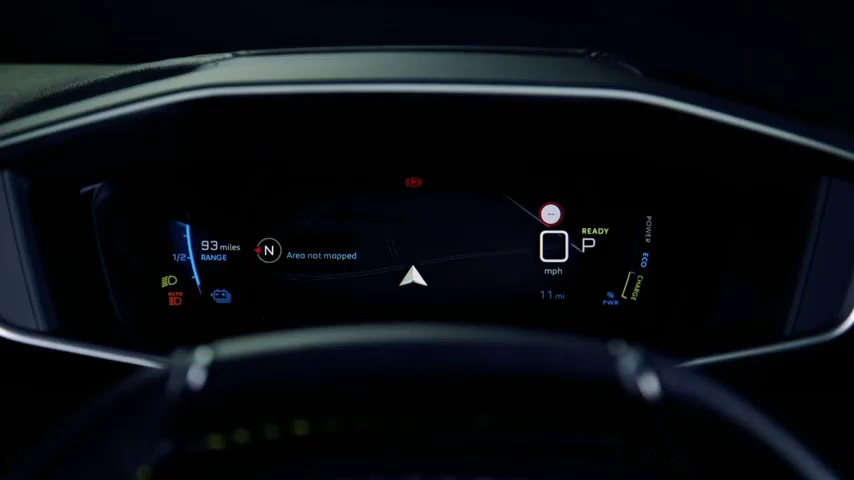 93 miles
RANGE
1/2
N
Area not mapped
AUTO
--
READY
P
mph
11 mi
%
PWR
POWER
ECO
CHARGE